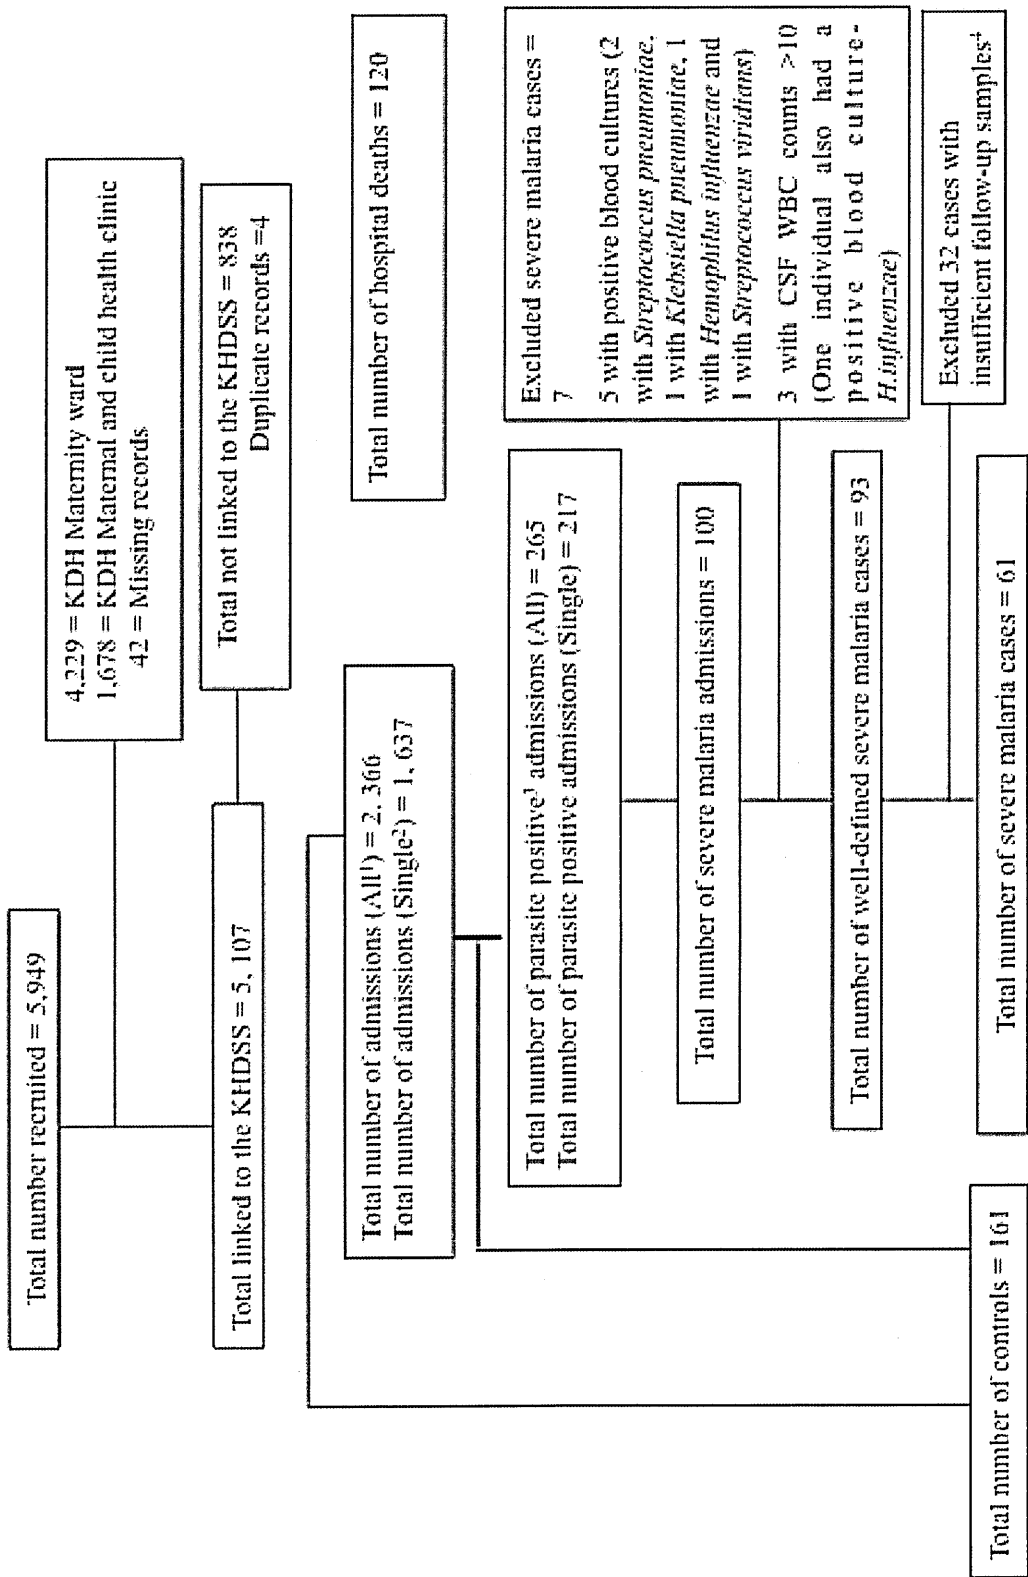 Total number recruited = 5,949
4,229 = KDH Maternity ward
1,678 = KDH Maternal and child health clinic
42 = Missing records
Total linked to the KHDSS = 5, 107
Total not linked to the KHDSS = 838
Duplicate records =4
Total number of admissions (All¹) = 2, 366
Total number of admissions (Single²) = 1, 637
Total number of hospital deaths = 120
Total number of parasite positive³ admissions (All) = 265
Total number of parasite positive admissions (Single) = 217
Total number of severe malaria admissions = 100
Excluded severe malaria cases =
7
5 with positive blood cultures (2
with Streptococcus pneumoniae,
1 with Klebsiella pneumoniae, 1
with Hemophilus influenzae and
1 with Streptococcus viridians)
3 with CSF WBC counts >10
(One individual also had a
positive blood culture-
H.influenzae)
Total number of well-defined severe malaria cases = 93
Excluded 32 cases with
insufficient follow-up samples⁴
Total number of severe malaria cases = 61
Total number of controls = 161